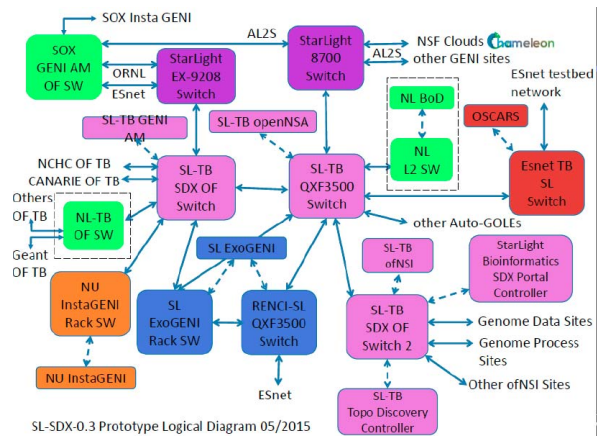 SOX Insta GENI
SOX
GENI AM
OF SW
AL2S
ORNL
ESnet
StarLight
EX-9208
Switch
StarLight
8700
Switch
AL2S
NSF Clouds
Chameleon
other GENI sites
ESnet testbed
network
NL BoD
OSCARS
SL-TB GENI
AM
SL-TB openNSA
NL
L2 SW
NCHC OF TB
CANARIE OF TB
SL-TB
SDX OF
Switch
SL-TB
QXF3500
Switch
Esnet TB
SL
Switch
Others
OF TB
NL-TB
OF SW
Geant
OF TB
other Auto-GOLEs
SL ExoGENI
SL-TB
ofNSI
StarLight
Bioinformatics
SDX Portal
Controller
NU
InstaGENI
Rack SW
SL
ExoGENI
Rack SW
RENCI-SL
QXF3500
Switch
SL-TB
SDX OF
Switch 2
Genome Data Sites
Genome Process
Sites
Other ofNSI Sites
NU InstaGENI
ESnet
SL-TB
Topo Discovery
Controller
SL-SDX-0.3 Prototype Logical Diagram 05/2015